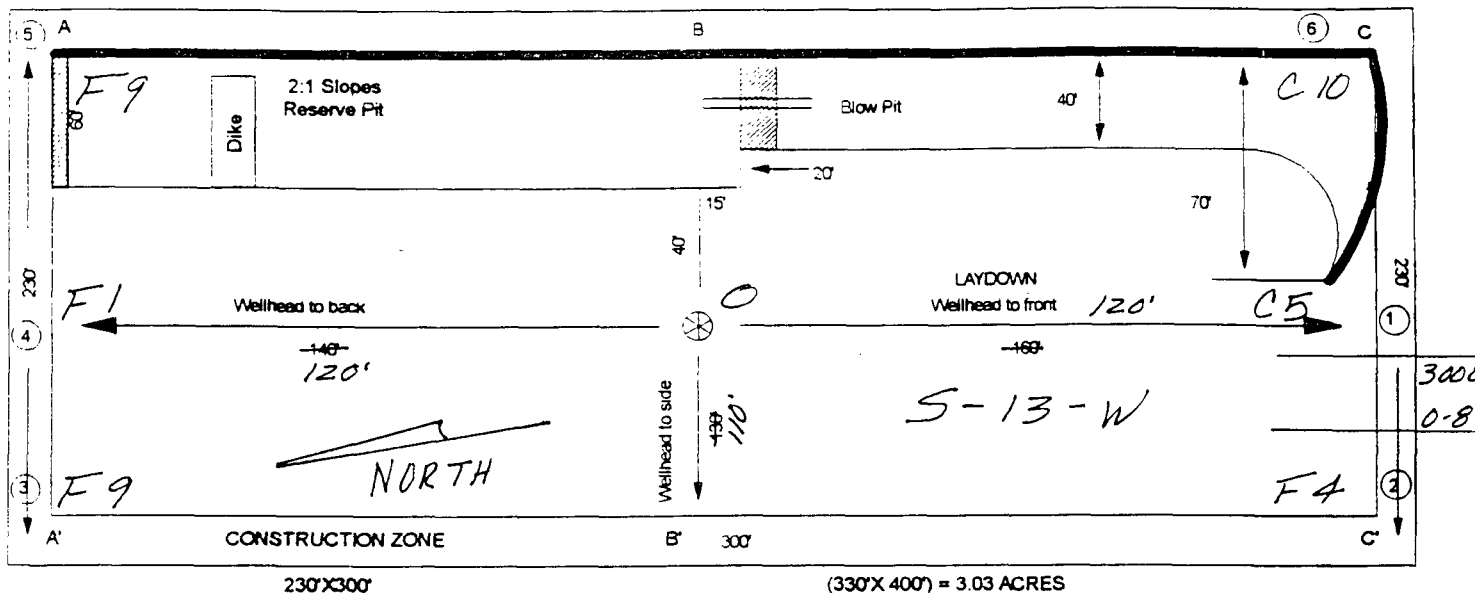 5 A B 6 C
F9 2:1 Slopes C 10
Reserve Pit
60'
Dike
Blow Pit
40'
20'
15'
70'
40'
230'
230'
LAYDOWN
F1 Wellhead to back O Wellhead to front 120' C5
4 1
140' 160'
120'
3000
S-13-W
0-8
Wellhead to side
130' 110'
NORTH
3 F9 F4 2
A' CONSTRUCTION ZONE B' 300' C'
230'X300' (330'X 400') = 3.03 ACRES